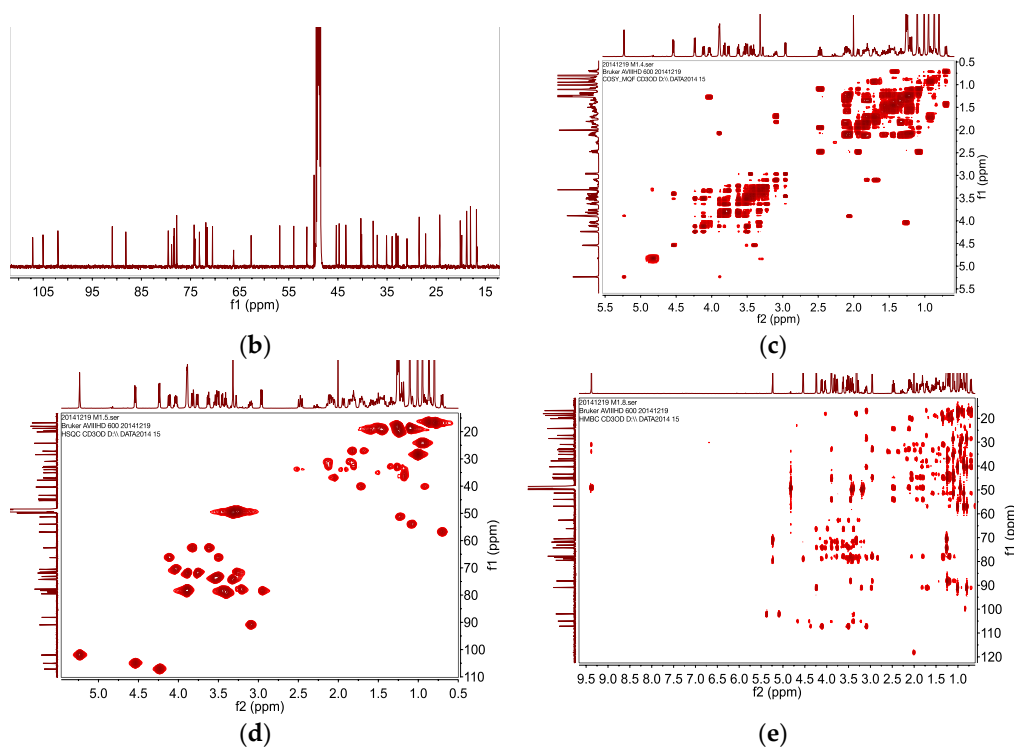 105 95 85 75 65 55 45 35 25 15
f1 (ppm)
(b)
20141219 M1.4.ser
Bruker AVIIIHD 600 20141219
COSY_MQF CD3OD D:\\ DATA2014 15
0.5
1.0
1.5
2.0
2.5
3.0
3.5
4.0
4.5
5.0
5.5
f1 (ppm)
5.5 5.0 4.5 4.0 3.5 3.0 2.5 2.0 1.5 1.0
f2 (ppm)
(c)
20141219 M1.5.ser
Bruker AVIIIHD 600 20141219
HSQC CD3OD D:\\ DATA2014 15
20
30
40
50
60
70
80
90
100
110
f1 (ppm)
5.0 4.5 4.0 3.5 3.0 2.5 2.0 1.5 1.0 0.5
f2 (ppm)
(d)
20141219 M1.8.ser
Bruker AVIIIHD 600 20141219
HMBC CD3OD D:\\ DATA2014 15
20
30
40
50
60
70
80
90
100
110
120
f1 (ppm)
9.5 9.0 8.5 8.0 7.5 7.0 6.5 6.0 5.5 5.0 4.5 4.0 3.5 3.0 2.5 2.0 1.5 1.0
f2 (ppm)
(e)